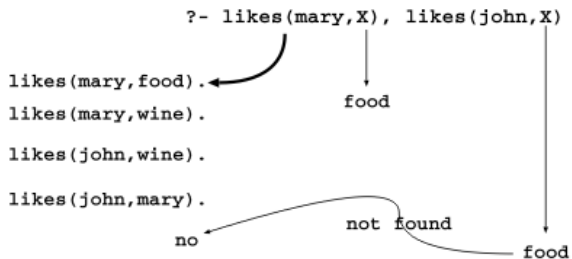 ?- likes(mary,X), likes(john,X)
likes(mary,food).
food
likes(mary,wine).
likes(john,wine).
likes(john,mary).
not found
no
food